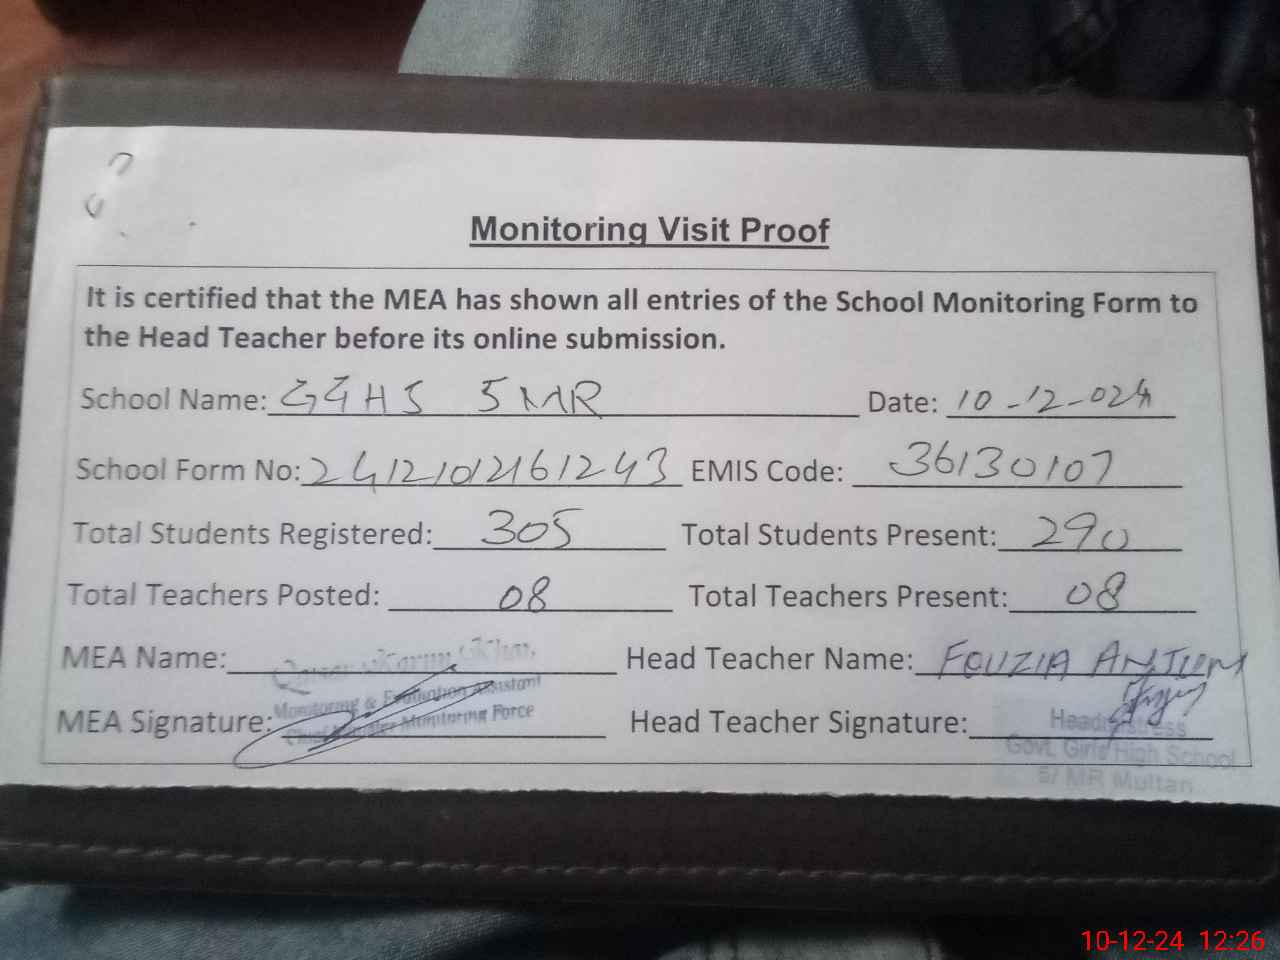 Monitoring Visit Proof
It is certified that the MEA has shown all entries of the School Monitoring Form to
the Head Teacher before its online submission.
School Name: GGHS 5MR Date: 10-12-024
School Form No: 2412101216 1243 EMIS Code: 36130107
Total Students Registered: 305 Total Students Present: 290
Total Teachers Posted: 08 Total Teachers Present: 08
MEA Name: Khan Head Teacher Name: FOUZIA ANJUM
Monitoring & Evaluation Assistant
MEA Signature: Chief Minister Monitoring Force Head Teacher Signature:
Headmistress
Govt. Girls High School
5/ MR Multan
10-12-24 12:26